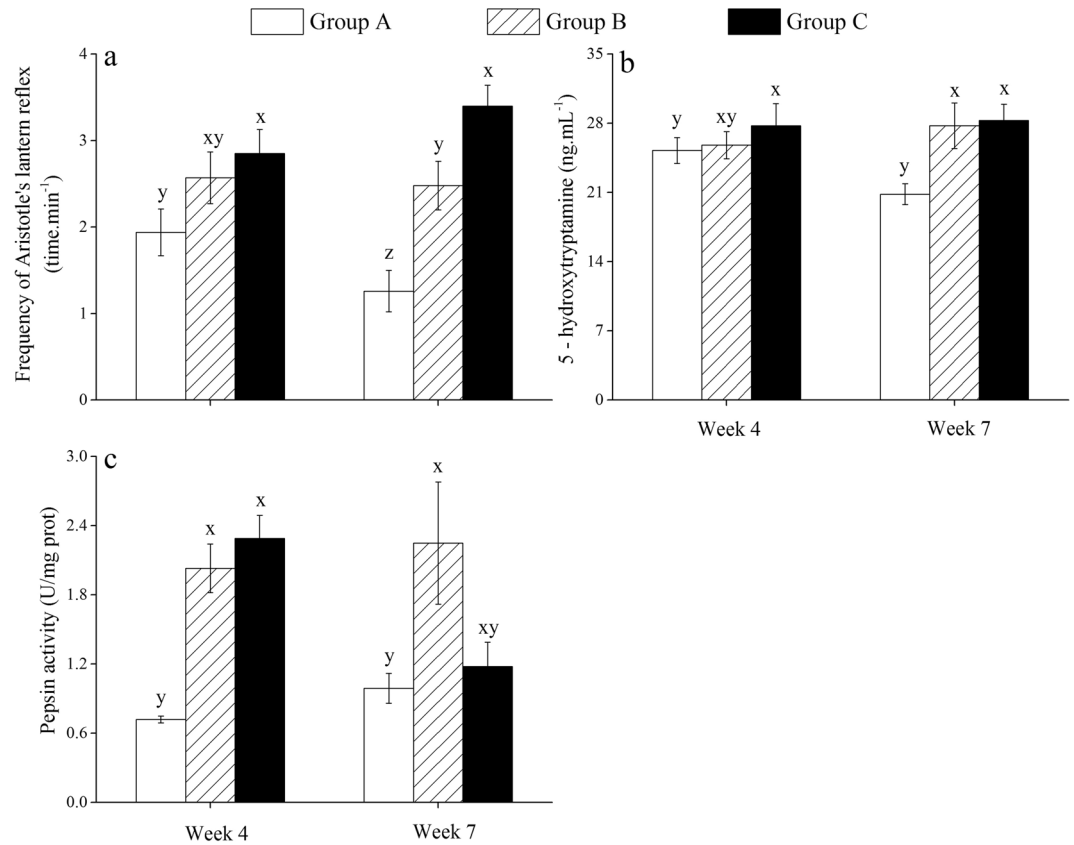 Group A Group B Group C
a
Frequency of Aristotle's lantern reflex
(time.min⁻¹)
4
3
2
1
0
y xy x
z y x
b
5 - hydroxytryptamine (ng.mL⁻¹)
35
28
21
14
7
0
y xy x
y x x
Week 4 Week 7
c
Pepsin activity (U/mg prot)
3.0
2.4
1.8
1.2
0.6
0.0
y x x
y x xy
Week 4 Week 7